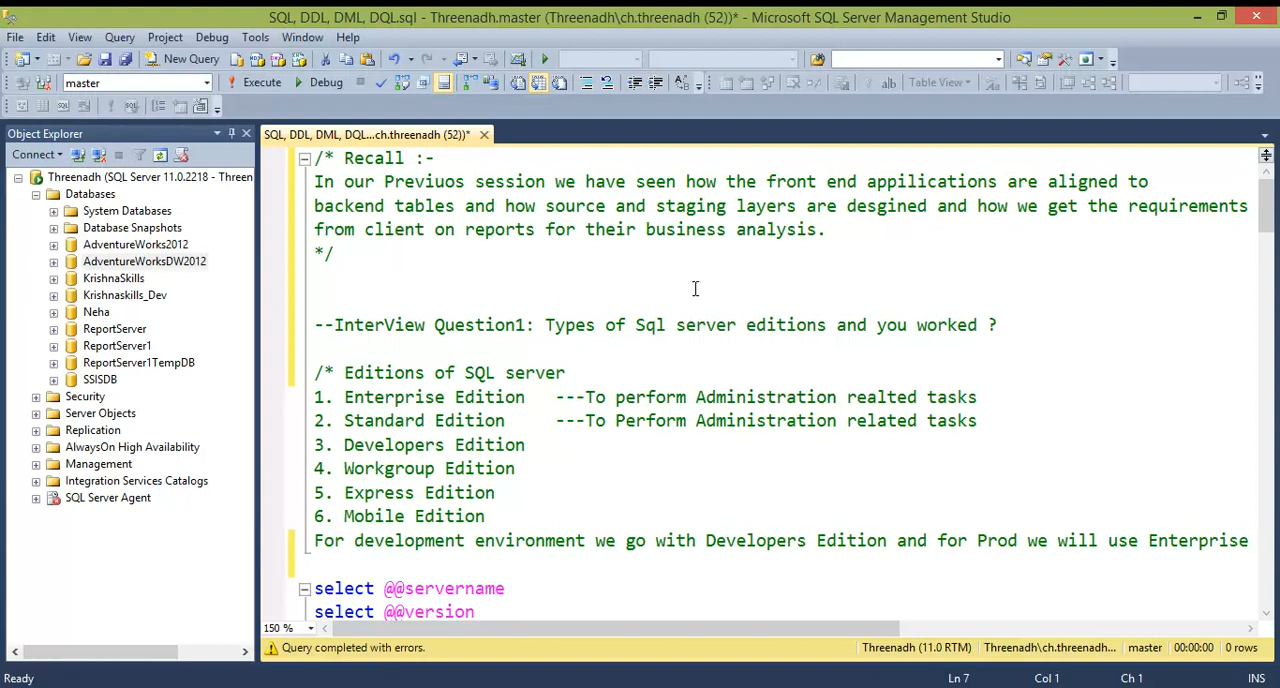 SQL, DDL, DML, DQL.sql - Threenadh.master (Threenadh\ch.threenadh (52))* - Microsoft SQL Server Management Studio
File Edit View Query Project Debug Tools Window Help
New Query
master Execute Debug Table View
Object Explorer
SQL, DDL, DML, DQL...ch.threenadh (52))*
Connect
Threenadh (SQL Server 11.0.2218 - Threen
Databases
System Databases
Database Snapshots
AdventureWorks2012
AdventureWorksDW2012
KrishnaSkills
Krishnaskills_Dev
Neha
ReportServer
ReportServer1
ReportServer1TempDB
SSISDB
Security
Server Objects
Replication
AlwaysOn High Availability
Management
Integration Services Catalogs
SQL Server Agent
/* Recall :-
In our Previuos session we have seen how the front end appilications are aligned to
backend tables and how source and staging layers are desgined and how we get the requirements
from client on reports for their business analysis.
*/
--InterView Question1: Types of Sql server editions and you worked ?
/* Editions of SQL server
1. Enterprise Edition ---To perform Administration realted tasks
2. Standard Edition ---To Perform Administration related tasks
3. Developers Edition
4. Workgroup Edition
5. Express Edition
6. Mobile Edition
For development environment we go with Developers Edition and for Prod we will use Enterprise
select @@servername
select @@version
150 %
Query completed with errors. Threenadh (11.0 RTM) Threenadh\ch.threenadh... master 00:00:00 0 rows
Ready Ln 7 Col 1 Ch 1 INS